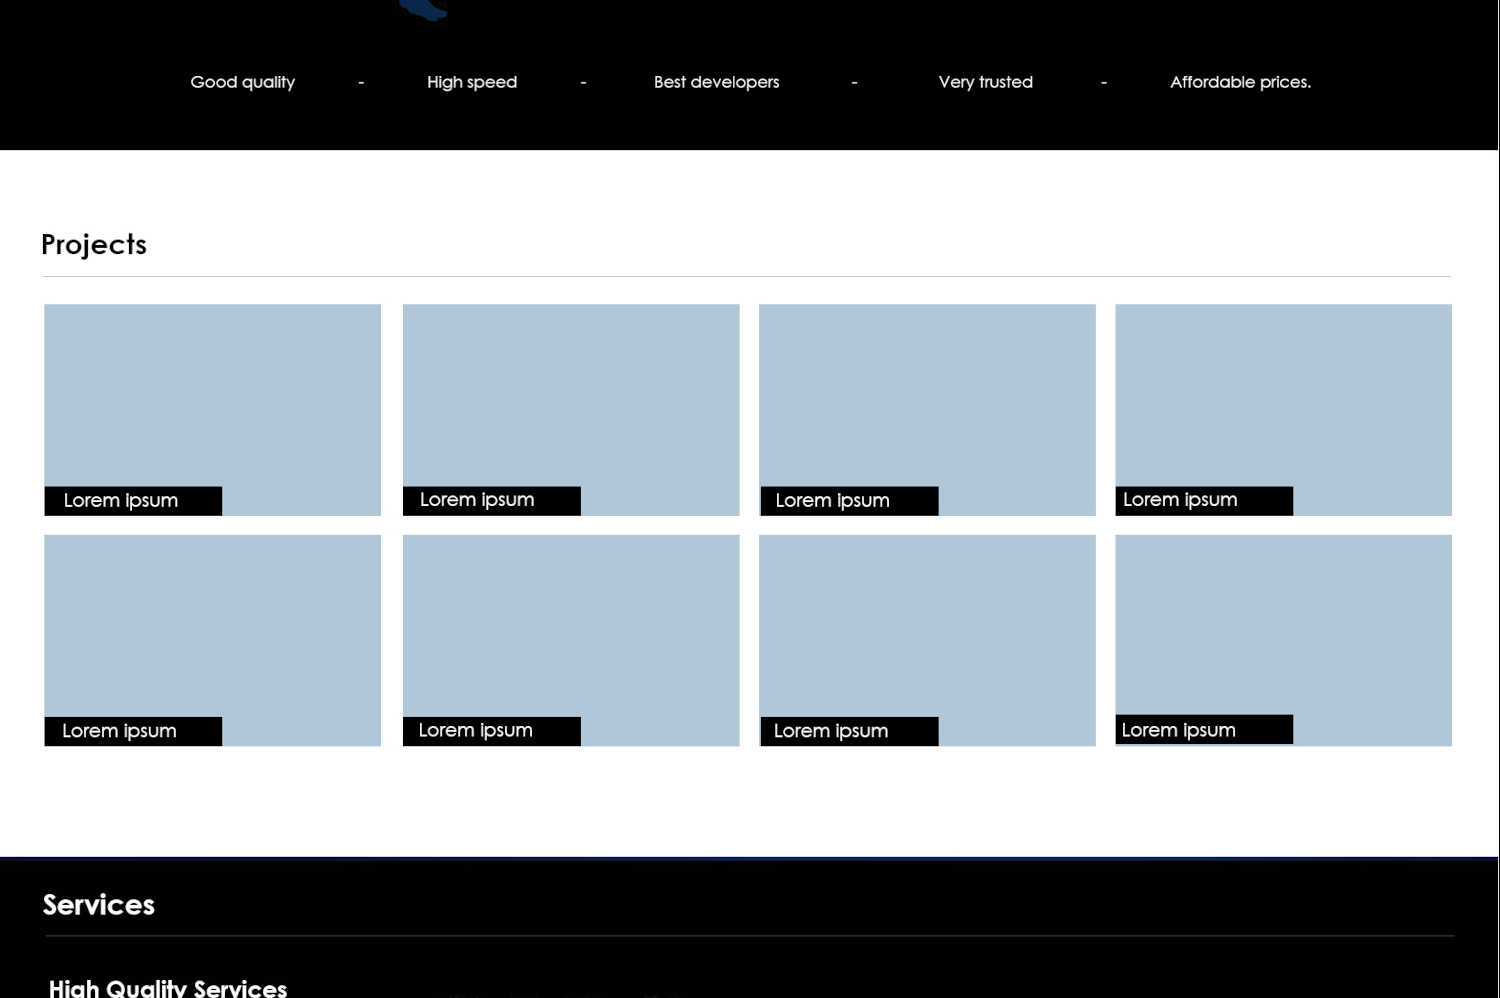 Good quality - High speed - Best developers - Very trusted - Affordable prices.
Projects
Lorem ipsum Lorem ipsum Lorem ipsum Lorem ipsum
Lorem ipsum Lorem ipsum Lorem ipsum Lorem ipsum
Services
High Quality Services